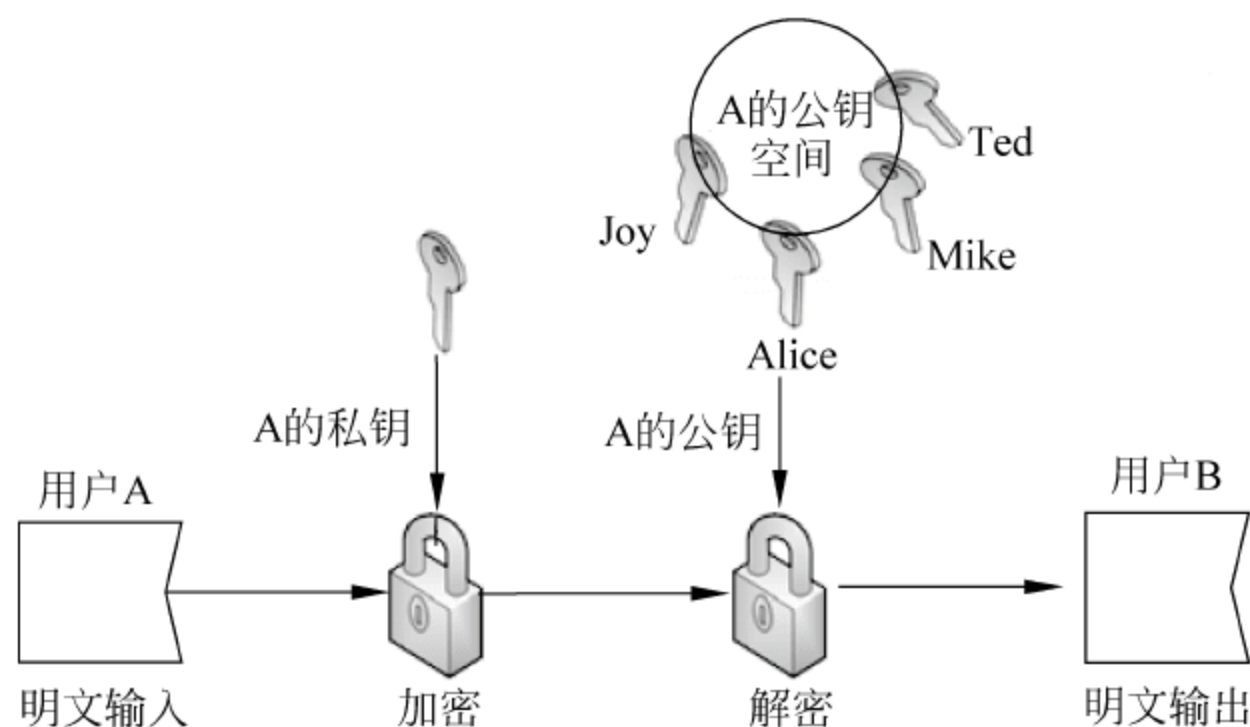 A的公钥
空间
Ted
Joy
Mike
Alice
A的私钥
A的公钥
用户A
用户B
明文输入
加密
解密
明文输出